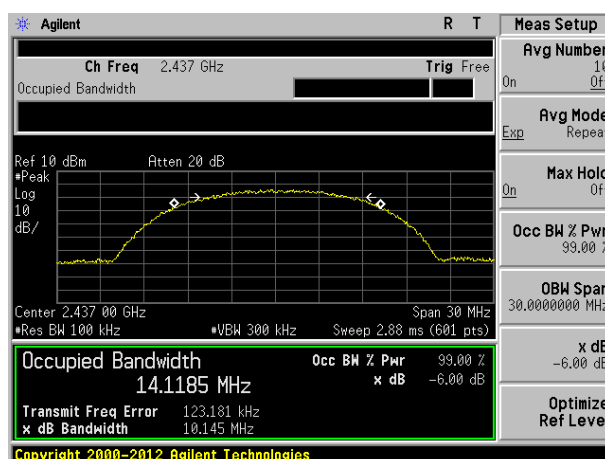 Agilent R T
Ch Freq 2.437 GHz Trig Free
Occupied Bandwidth
Ref 10 dBm Atten 20 dB
#Peak
Log
10
dB/
Center 2.437 00 GHz Span 30 MHz
#Res BW 100 kHz #VBW 300 kHz Sweep 2.88 ms (601 pts)
Occupied Bandwidth Occ BW % Pwr 99.00 %
14.1185 MHz x dB -6.00 dB
Transmit Freq Error 123.181 kHz
x dB Bandwidth 10.145 MHz
Copyright 2000-2012 Agilent Technologies
Meas Setup
Avg Number
10
On Of
Avg Mode
Exp Repea
Max Hold
On Of
Occ BW % Pwr
99.00 %
OBW Span
30.0000000 MHz
x dB
-6.00 dB
Optimize
Ref Leve